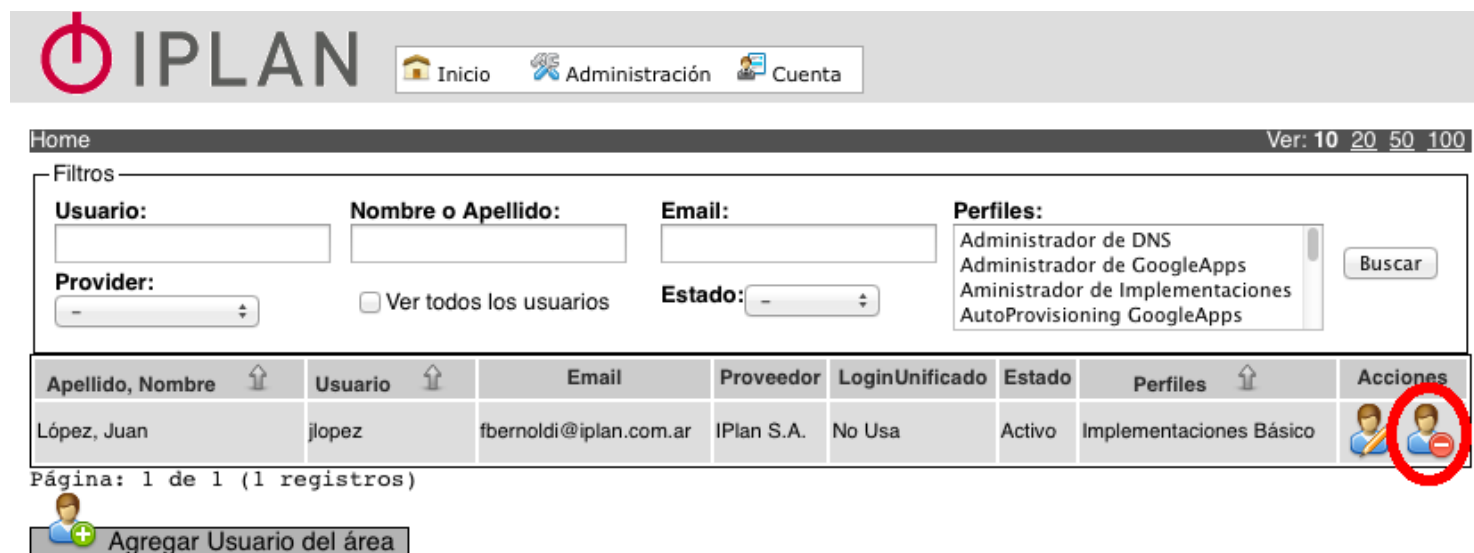 IPLAN
Inicio Administración Cuenta
Home Ver: 10 20 50 100
Filtros
Usuario: Nombre o Apellido: Email: Perfiles:
Administrador de DNS
Administrador de GoogleApps
Aministrador de Implementaciones
AutoProvisioning GoogleApps
Buscar
Provider:
– Ver todos los usuarios Estado: –
Apellido, Nombre Usuario Email Proveedor LoginUnificado Estado Perfiles Acciones
López, Juan jlopez fbernoldi@iplan.com.ar IPlan S.A. No Usa Activo Implementaciones Básico
Página: 1 de 1 (1 registros)
Agregar Usuario del área